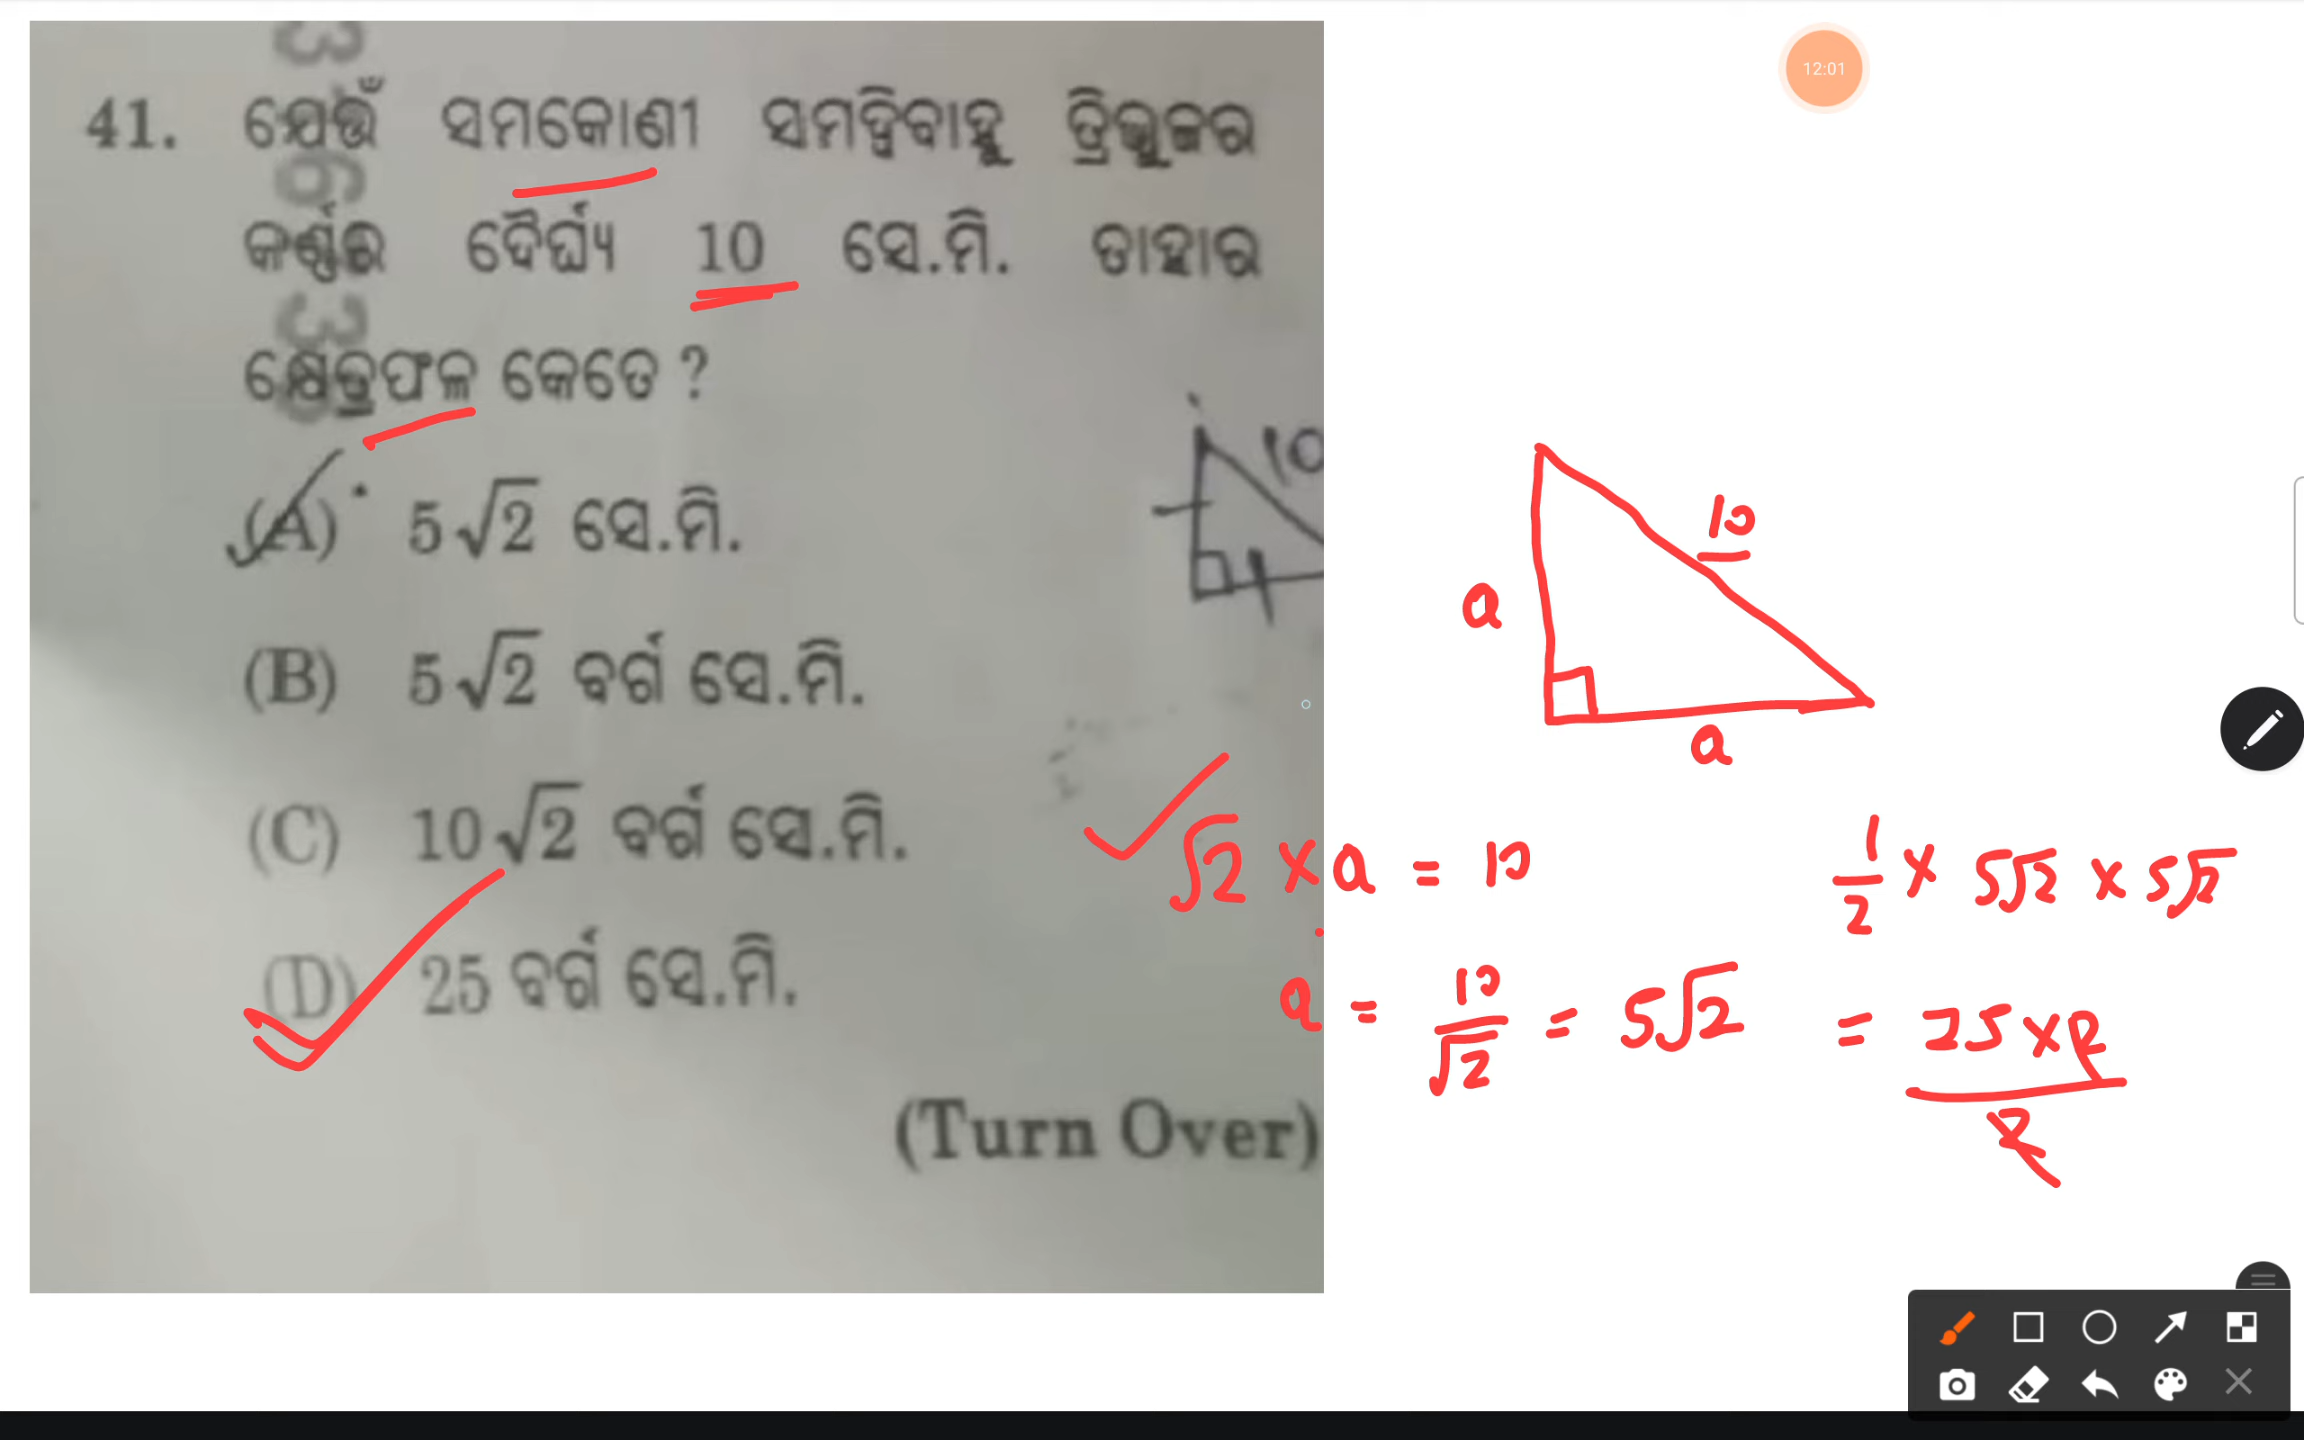 12:01
41. ଯେଉଁ ସମକୋଣୀ ସମଦ୍ୱିବାହୁ ତ୍ରିଭୁଜର
କର୍ଣ୍ଣର ଦୈର୍ଘ୍ୟ 10 ସେ.ମି. ତାହାର
କ୍ଷେତ୍ରଫଳ କେତେ ?
(A) 5√2 ସେ.ମି.
(B) 5√2 ବର୍ଗ ସେ.ମି.
(C) 10√2 ବର୍ଗ ସେ.ମି.
(D) 25 ବର୍ଗ ସେ.ମି.
(Turn Over)
10
10
a
a
√2 × a = 10
a = 10/√2 = 5√2
1/2 × 5√2 × 5√2
= 25×2/2